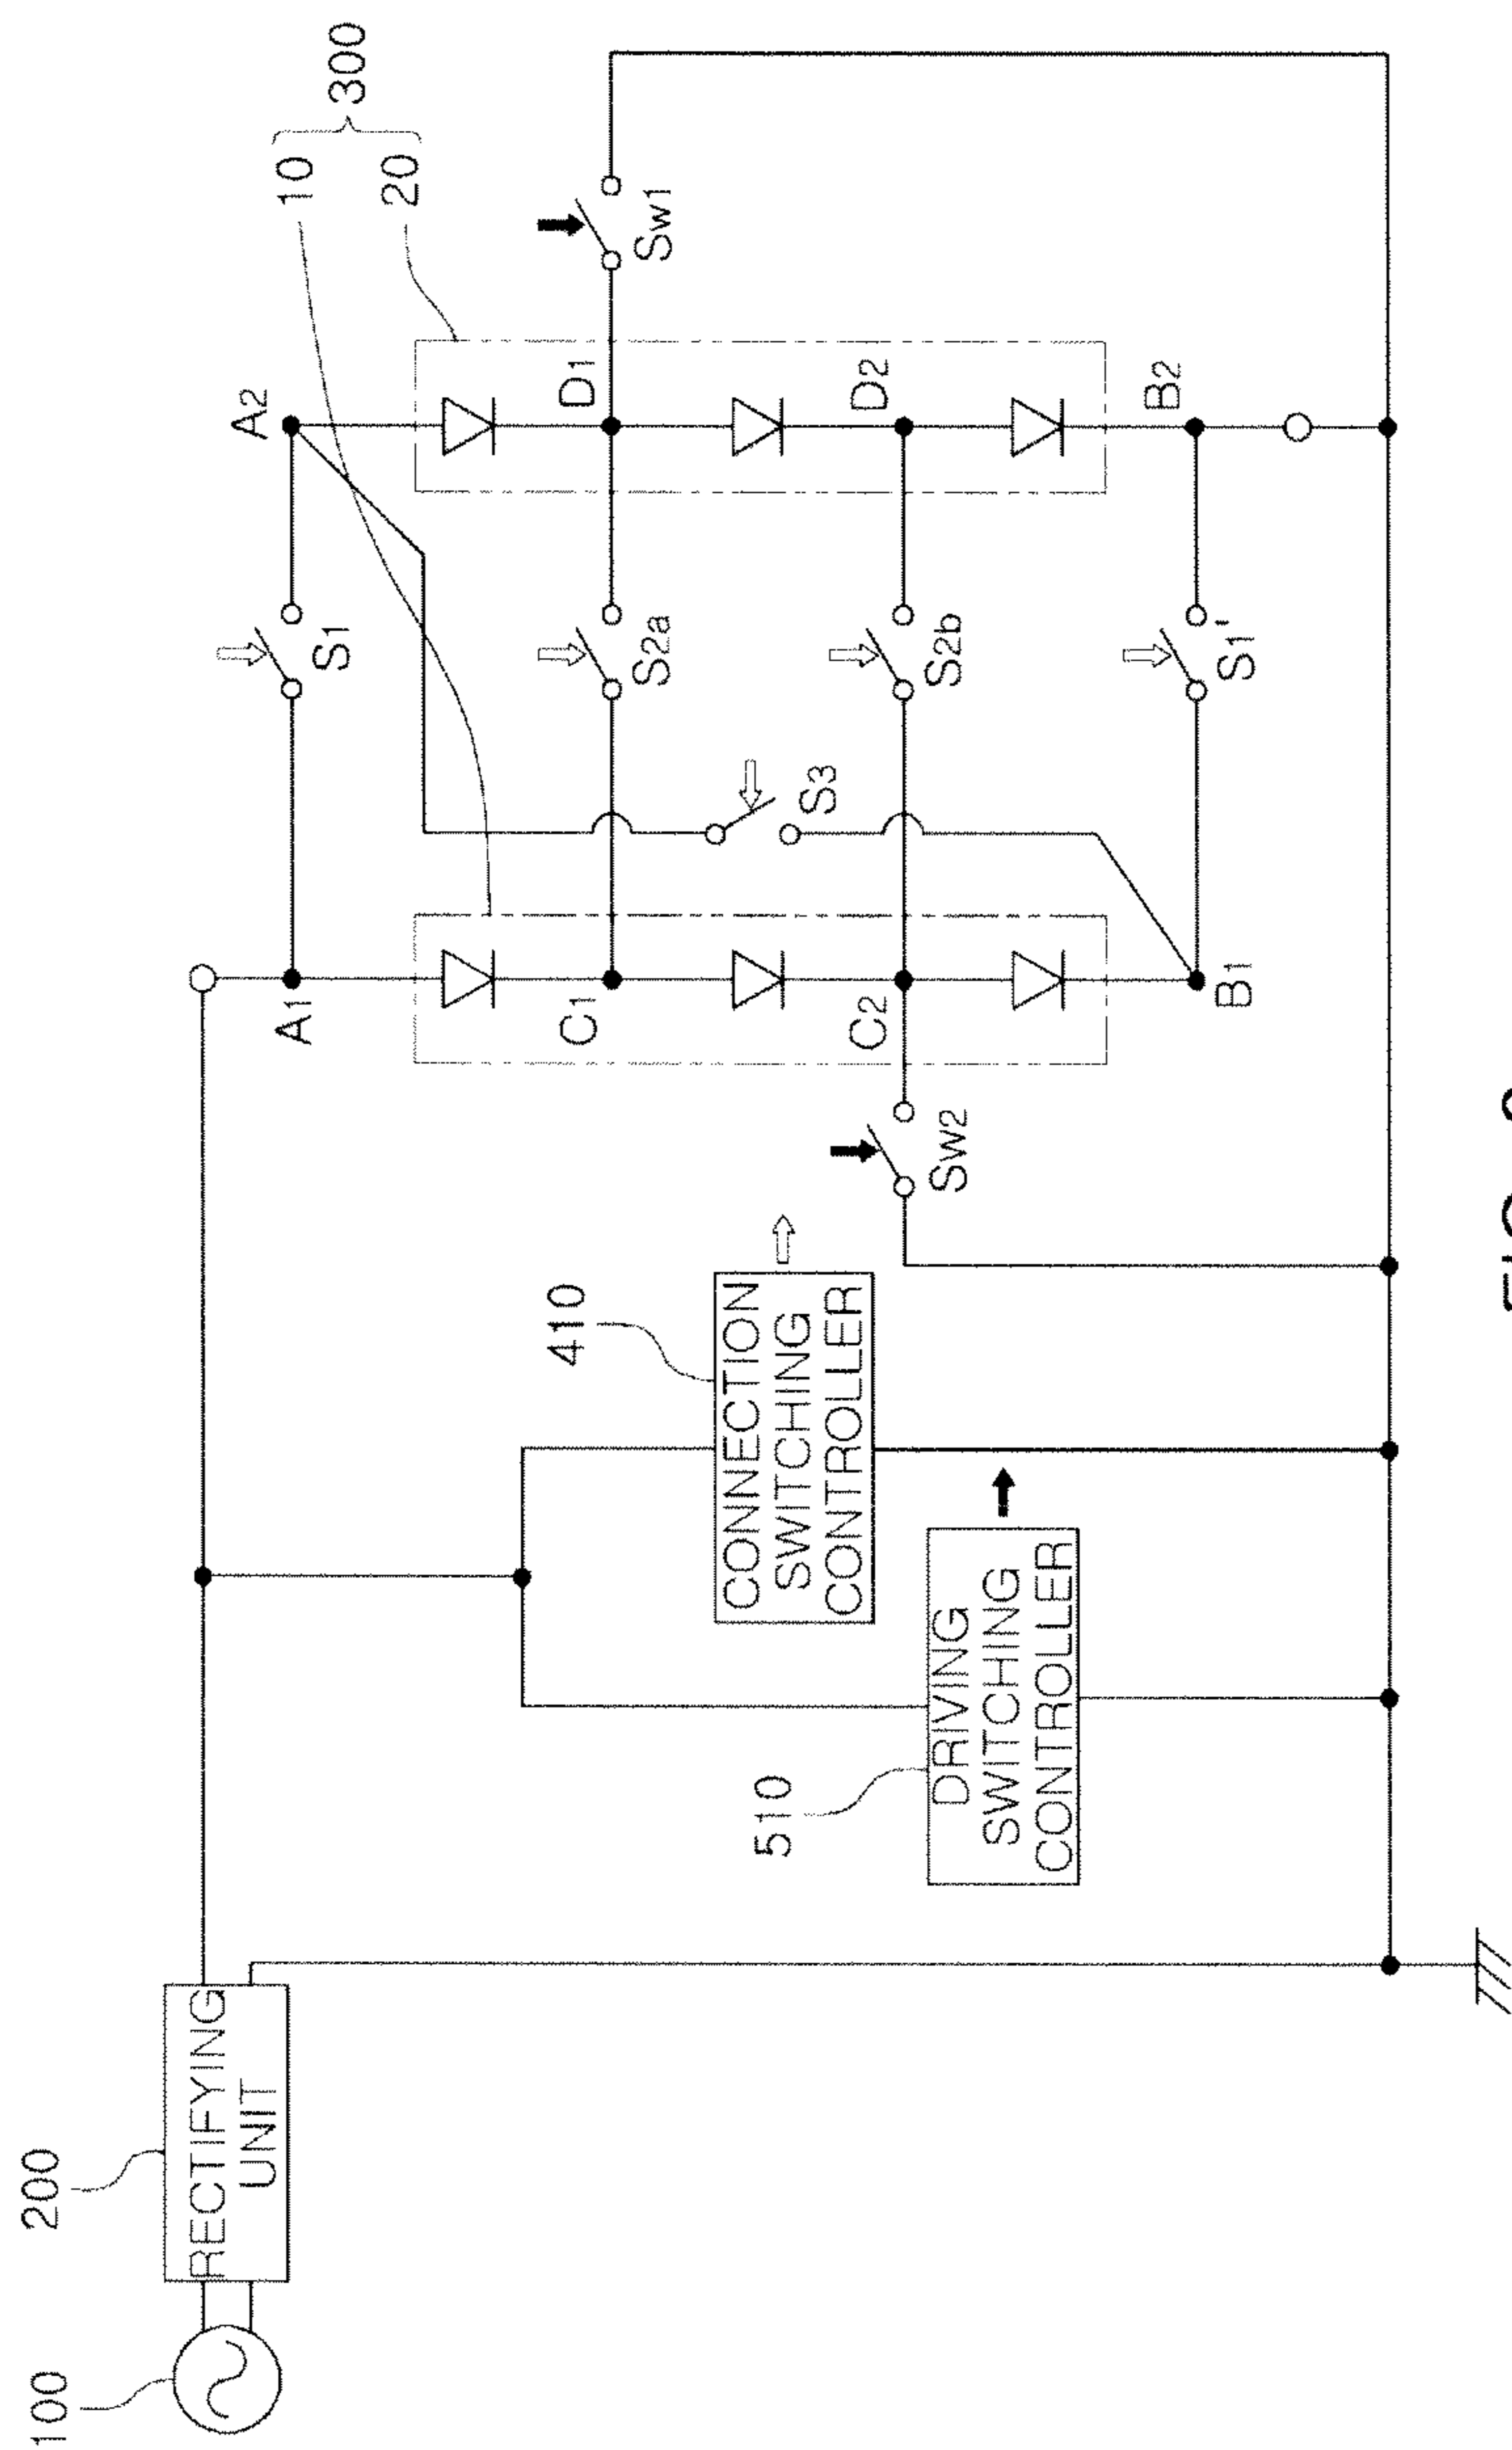 100
200
RECTIFYING
UNIT
510
DRIVING
SWITCHING
CONTROLLER
410
CONNECTION
SWITCHING
CONTROLLER
300
10
20
A1
A2
S1
C1
D1
S2a
Sw1
S3
C2
D2
S2b
Sw2
B1
B2
S1'